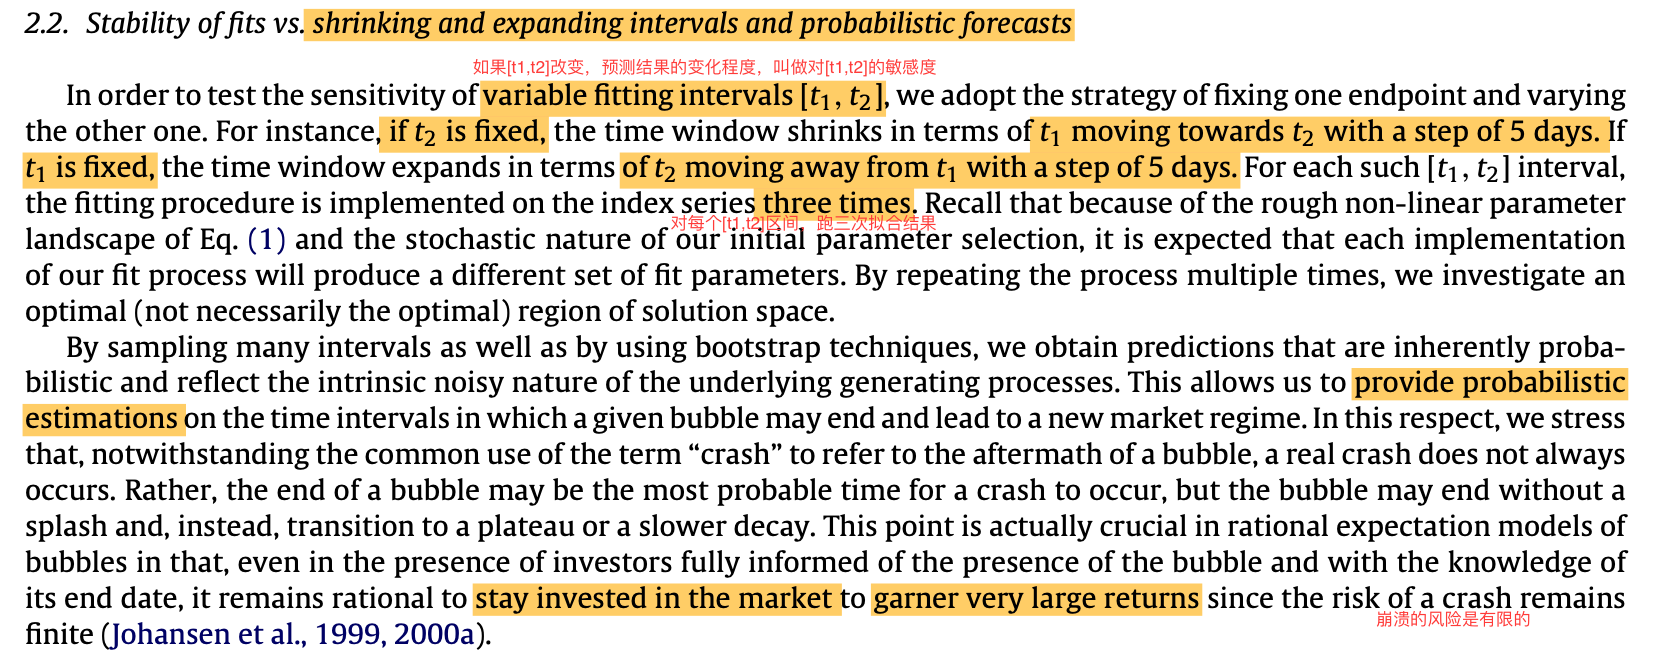 2.2. Stability of fits vs. shrinking and expanding intervals and probabilistic forecasts
如果[t1,t2]改变，预测结果的变化程度，叫做对[t1,t2]的敏感度
In order to test the sensitivity of variable fitting intervals [t₁, t₂], we adopt the strategy of fixing one endpoint and varying
the other one. For instance, if t₂ is fixed, the time window shrinks in terms of t₁ moving towards t₂ with a step of 5 days. If
t₁ is fixed, the time window expands in terms of t₂ moving away from t₁ with a step of 5 days. For each such [t₁, t₂] interval,
the fitting procedure is implemented on the index series three times. Recall that because of the rough non-linear parameter
对每个[t1,t2]区间，跑三次拟合结果
landscape of Eq. (1) and the stochastic nature of our initial parameter selection, it is expected that each implementation
of our fit process will produce a different set of fit parameters. By repeating the process multiple times, we investigate an
optimal (not necessarily the optimal) region of solution space.
By sampling many intervals as well as by using bootstrap techniques, we obtain predictions that are inherently proba-
bilistic and reflect the intrinsic noisy nature of the underlying generating processes. This allows us to provide probabilistic
estimations on the time intervals in which a given bubble may end and lead to a new market regime. In this respect, we stress
that, notwithstanding the common use of the term “crash” to refer to the aftermath of a bubble, a real crash does not always
occurs. Rather, the end of a bubble may be the most probable time for a crash to occur, but the bubble may end without a
splash and, instead, transition to a plateau or a slower decay. This point is actually crucial in rational expectation models of
bubbles in that, even in the presence of investors fully informed of the presence of the bubble and with the knowledge of
its end date, it remains rational to stay invested in the market to garner very large returns since the risk of a crash remains
崩溃的风险是有限的
finite (Johansen et al., 1999, 2000a).